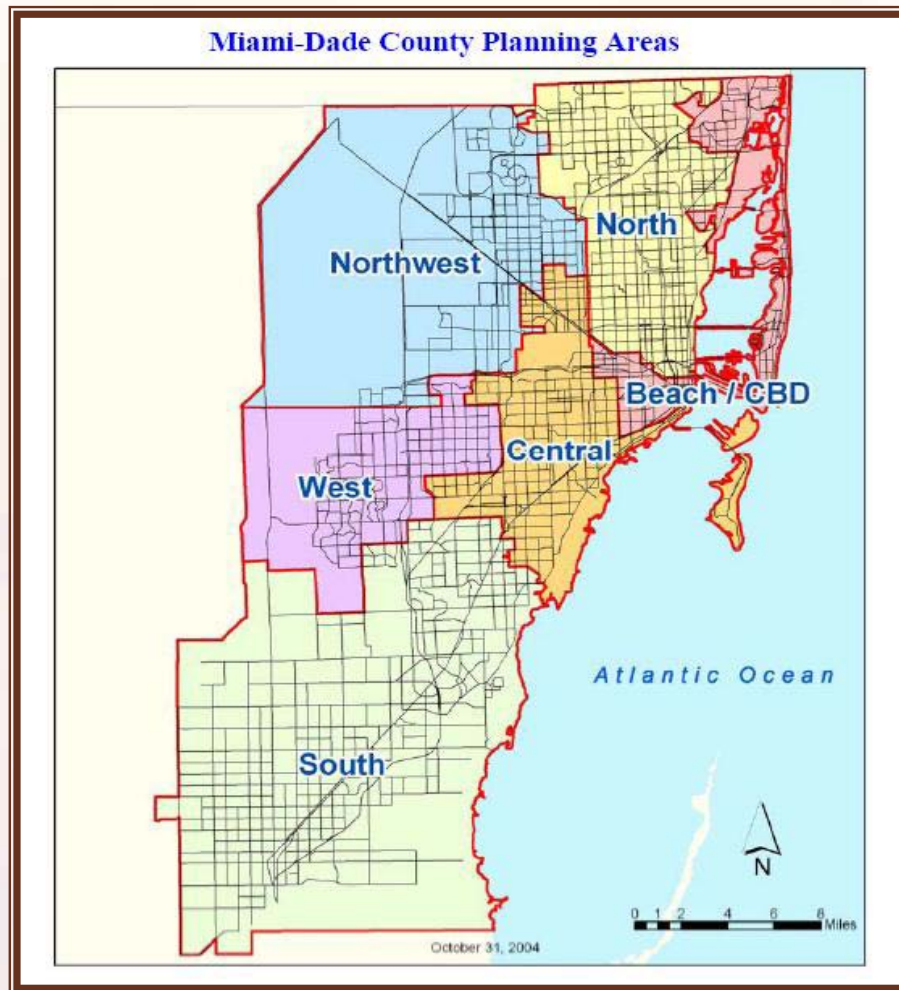 Miami-Dade County Planning Areas
North
Northwest
Beach / CBD
Central
West
Atlantic Ocean
South
N
0 1 2 4 6 8
Miles
October 31, 2004